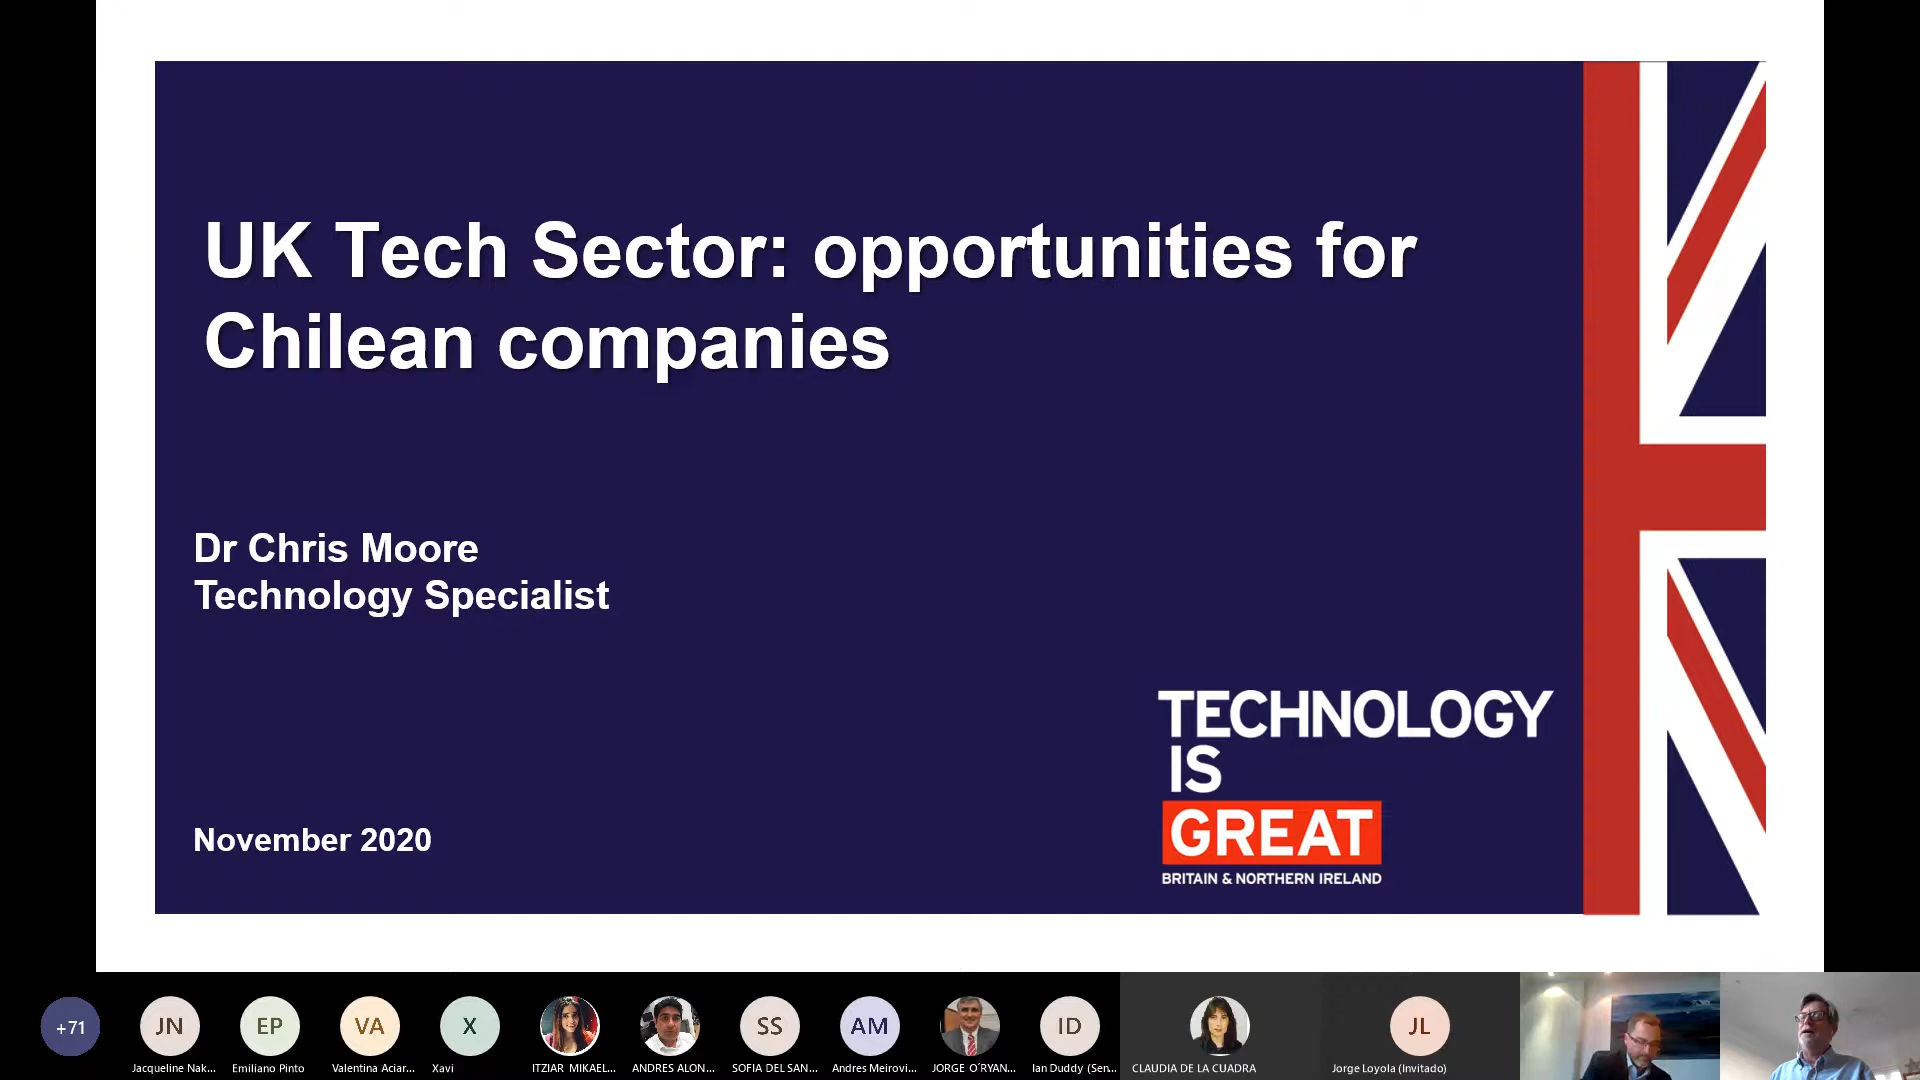 UK Tech Sector: opportunities for
Chilean companies
Dr Chris Moore
Technology Specialist
TECHNOLOGY
IS
GREAT
BRITAIN & NORTHERN IRELAND
November 2020
+71
JN
EP
VA
X
SS
AM
ID
JL
Jacqueline Nak...
Emiliano Pinto
Valentina Aciar...
Xavi
ITZIAR MIKAEL...
ANDRES ALON...
SOFIA DEL SAN...
Andres Meirovi...
JORGE O´RYAN...
Ian Duddy (Sen...
CLAUDIA DE LA CUADRA
Jorge Loyola (Invitado)